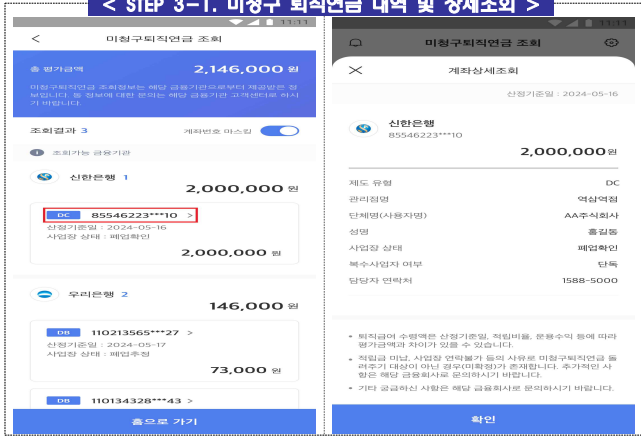 < STEP 3-1. 미청구 퇴직연금 내역 및 상세조회 >
11:11
< 미청구퇴직연금 조회
총 평가금액 2,146,000 원
미청구퇴직연금 조회정보는 해당 금융기관으로부터 제공받은 정
보입니다. 동 정보에 대한 문의는 해당 금융기관 고객센터로 하시
기 바랍니다.
조회결과 3 계좌번호 마스킹
조회가능 금융기관
신한은행 1
2,000,000 원
DC 85546223***10 >
산정기준일 : 2024-05-16
사업장 상태 : 폐업확인
2,000,000 원
우리은행 2
146,000 원
DB 110213565***27 >
산정기준일 : 2024-05-17
사업장 상태 : 폐업추정
73,000 원
DB 110134328***43 >
홈으로 가기
11:11
미청구퇴직연금 조회
계좌상세조회
산정기준일 : 2024-05-16
신한은행
85546223***10
2,000,000원
제도 유형 DC
관리점명 역삼역점
단체명(사용자명) AA주식회사
성명 홍길동
사업장 상태 폐업확인
복수사업자 여부 단독
담당자 연락처 1588-5000
• 퇴직급여 수령액은 산정기준일, 적립비율, 운용수익 등에 따라
평가금액과 차이가 있을 수 있습니다.
• 적립금 미납, 사업장 연락불가 등의 사유로 미청구퇴직연금 돌
려주기 대상이 아닌 경우(미확정)가 존재합니다. 추가적인 사
항은 해당 금융회사로 문의하시기 바랍니다.
• 기타 궁금하신 사항은 해당 금융회사로 문의하시기 바랍니다.
확인